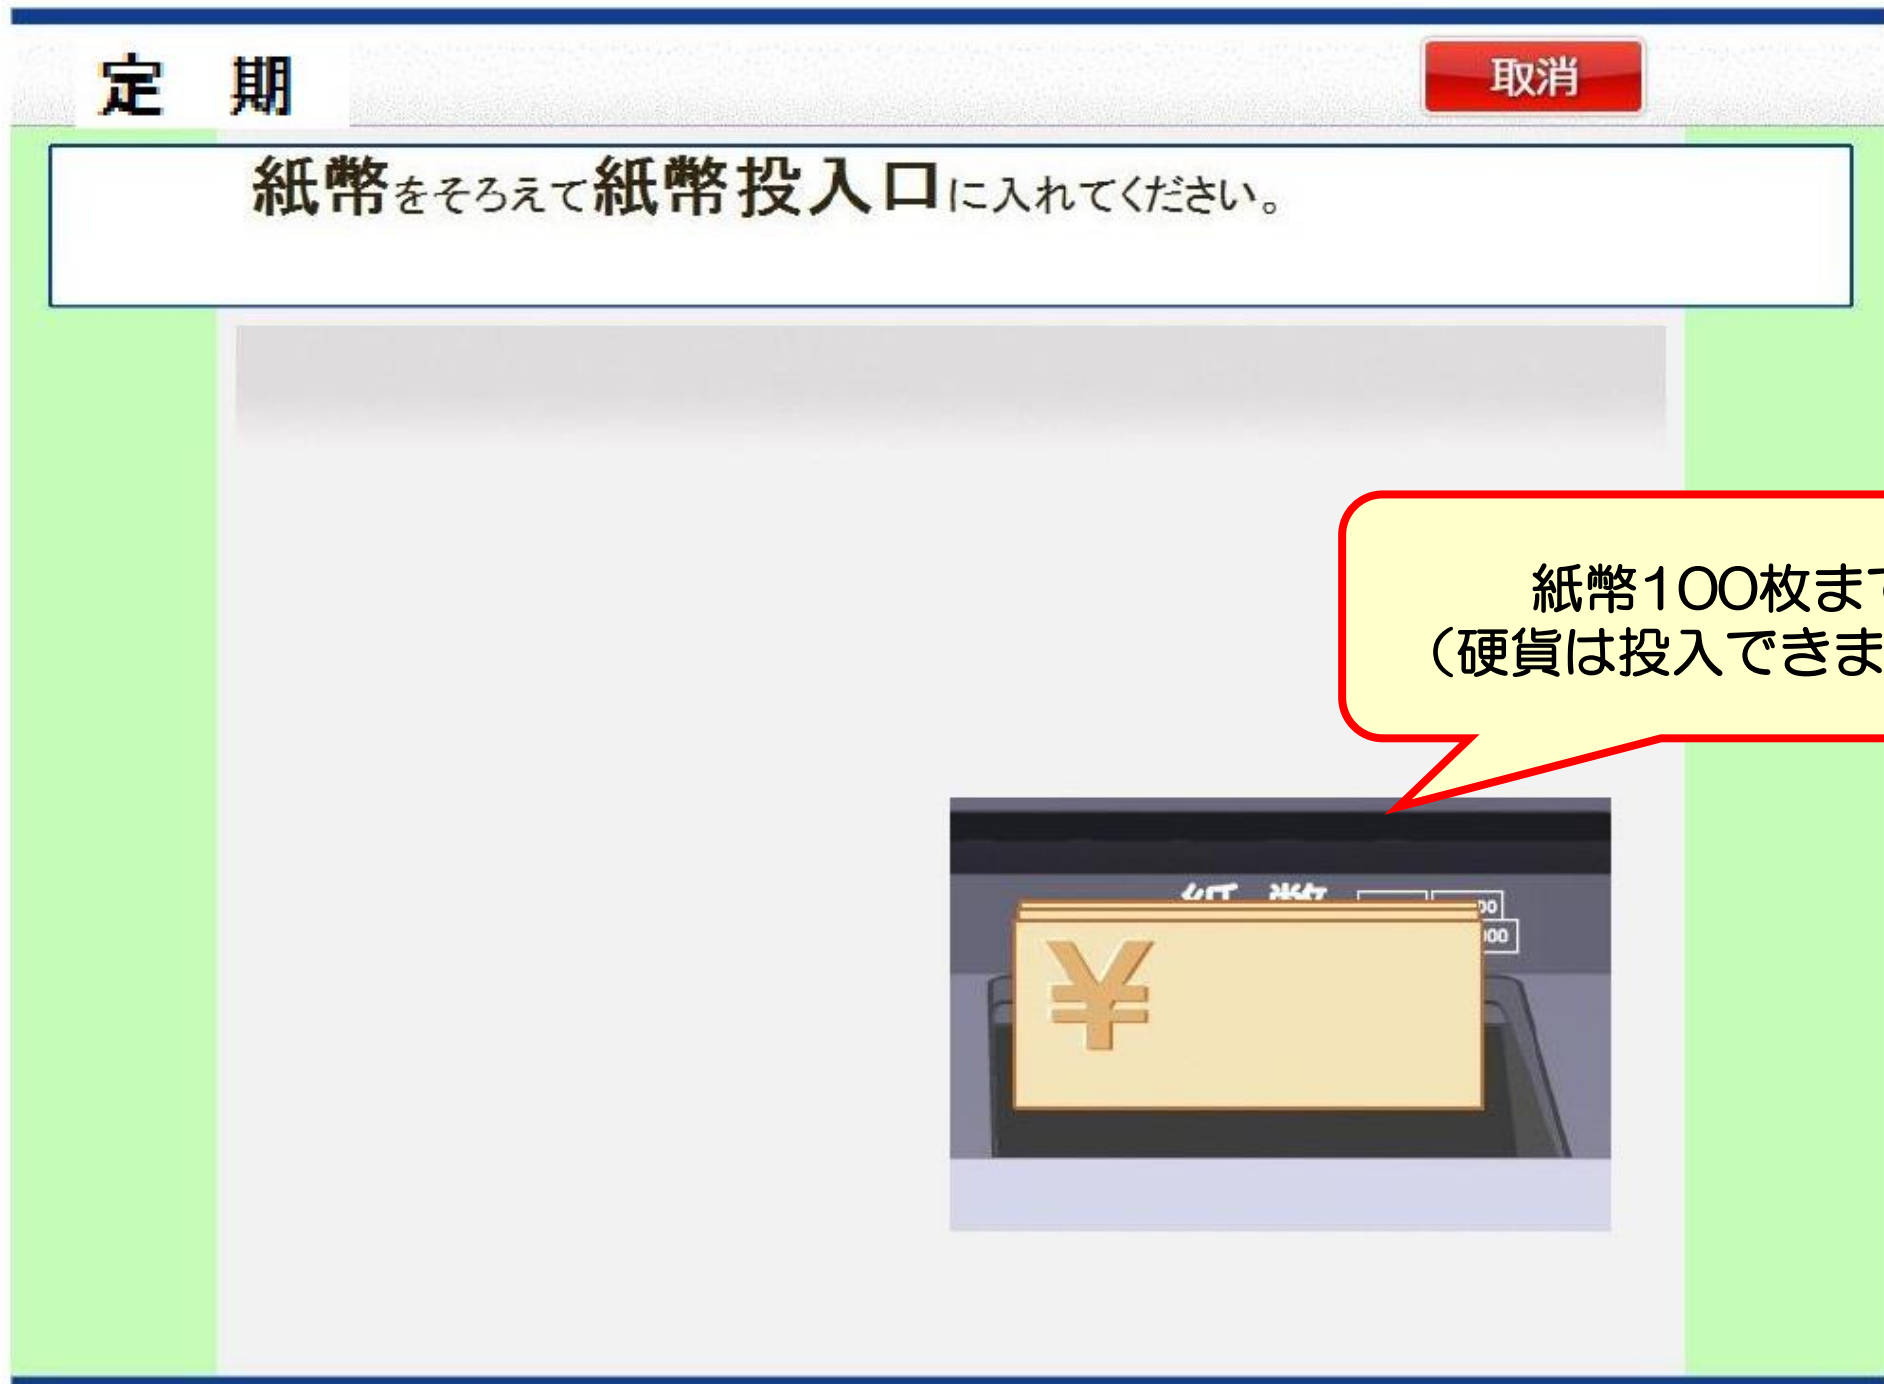 定　期
取消
紙幣をそろえて紙幣投入口に入れてください。
紙幣100枚まで
（硬貨は投入できま
¥